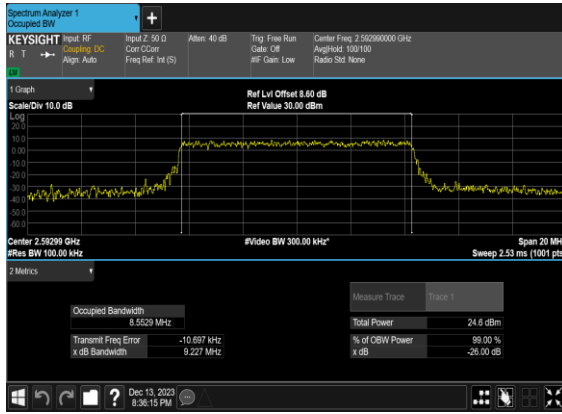 Spectrum Analyzer 1
Occupied BW
+
KEYSIGHT Input: RF Input Z: 50 Ω Atten: 40 dB Trig: Free Run Center Freq: 2.592990000 GHz
R T Coupling: DC Corr CCorr Gate: Off Avg|Hold: 100/100
Align: Auto Freq Ref: Int (S) #IF Gain: Low Radio Std: None
LXI
1 Graph
Scale/Div 10.0 dB
Ref Lvl Offset 8.60 dB
Ref Value 30.00 dBm
Log
20.0
10.0
0.00
-10.0
-20.0
-30.0
-40.0
-50.0
-60.0
Center 2.59299 GHz #Video BW 300.00 kHz* Span 20 MH
#Res BW 100.00 kHz Sweep 2.53 ms (1001 pts
2 Metrics
Measure Trace Trace 1
Occupied Bandwidth
8.5529 MHz
Total Power 24.6 dBm
Transmit Freq Error -10.697 kHz % of OBW Power 99.00 %
x dB Bandwidth 9.227 MHz x dB -26.00 dB
?
Dec 13, 2023
8:36:15 PM